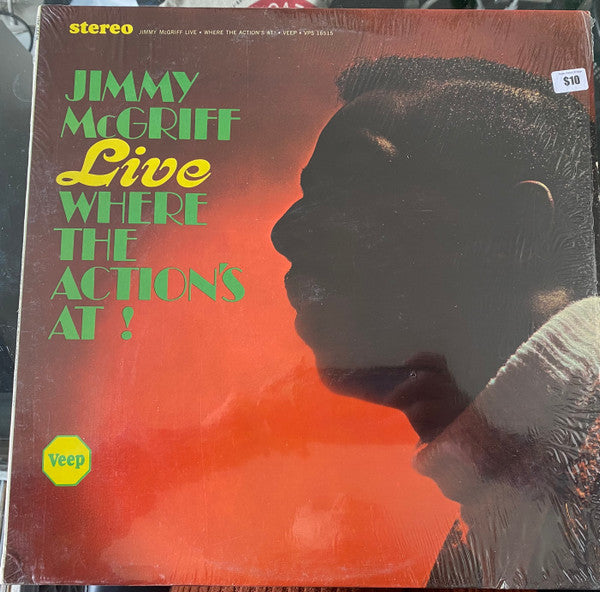 stereo JIMMY McGRIFF LIVE • WHERE THE ACTION'S AT! • VEEP • VPS 16515
$10
JIMMY
McGRIFF
Live
WHERE
THE
ACTION'S
AT !
Veep